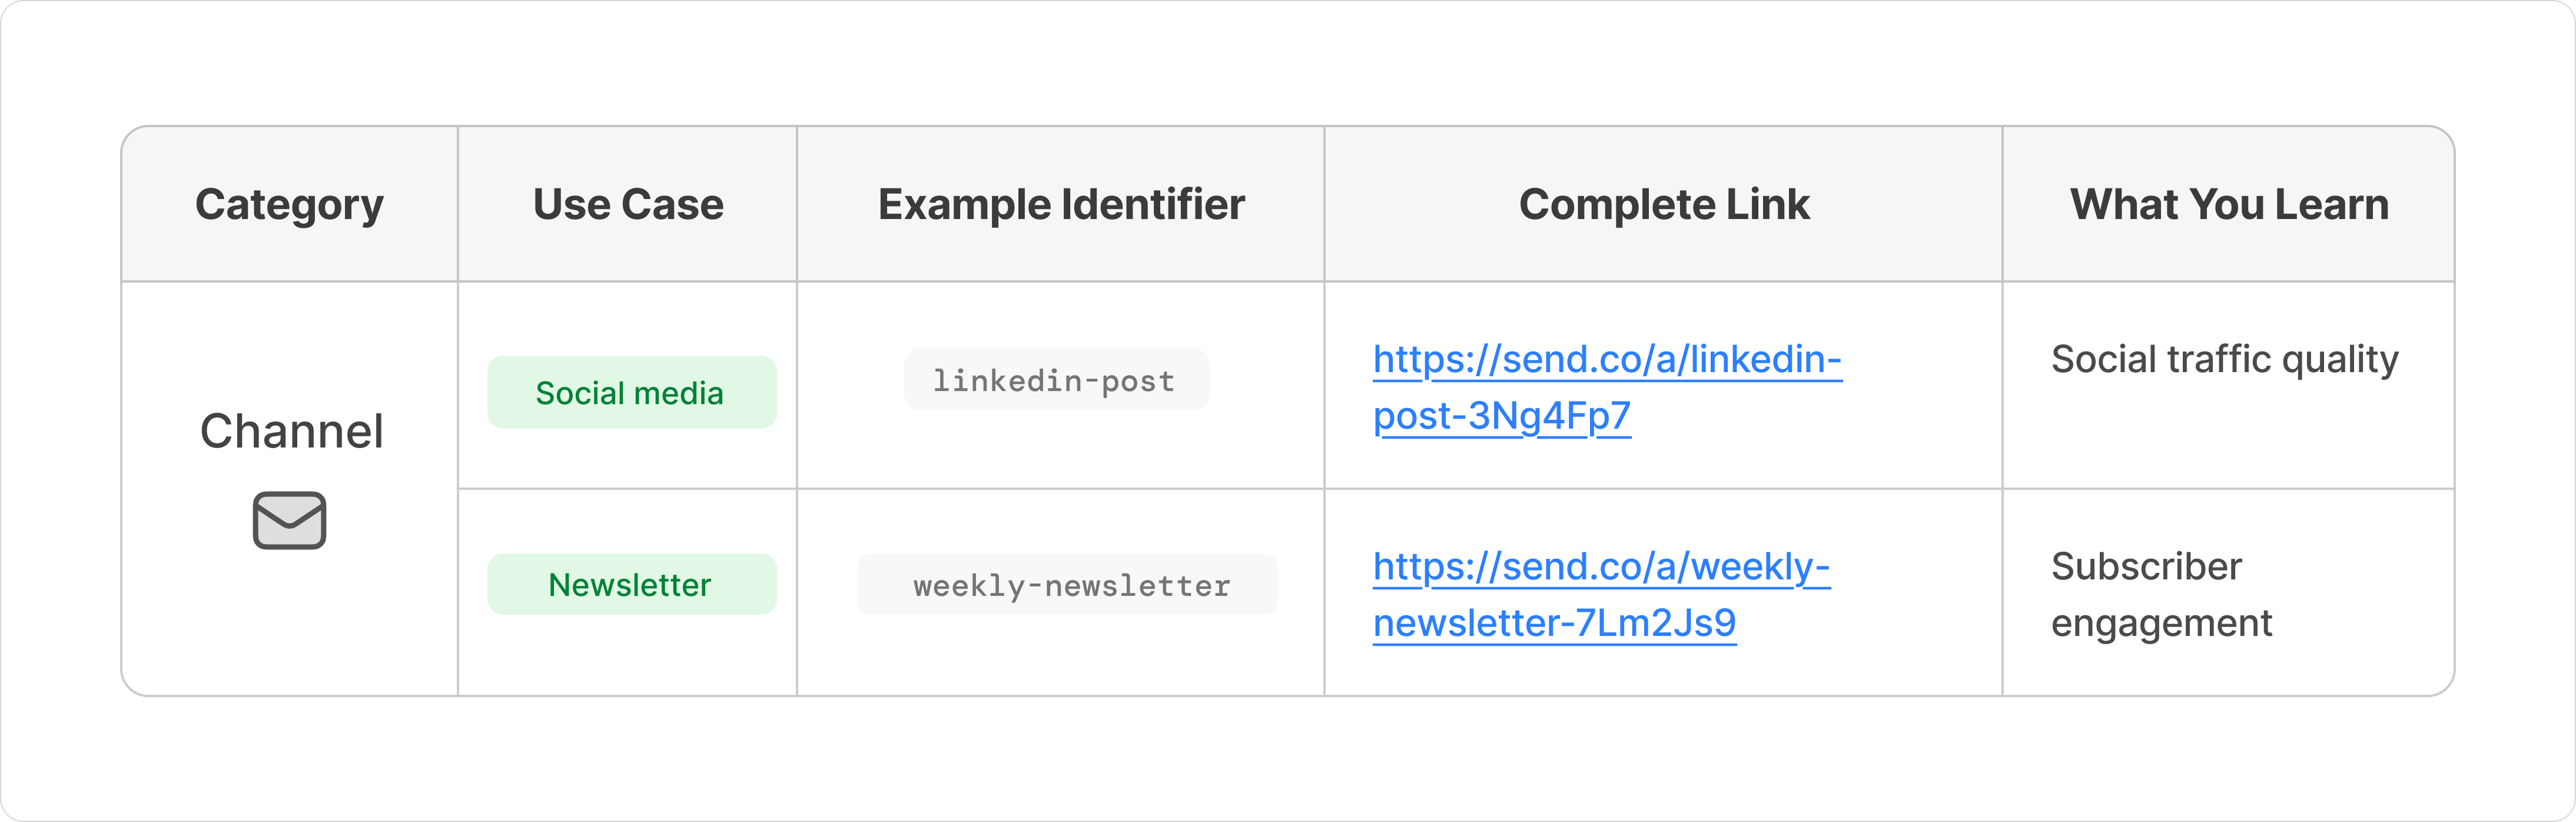 Category Use Case Example Identifier Complete Link What You Learn
Channel
Social media
linkedin-post
https://send.co/a/linkedin-
post-3Ng4Fp7
Social traffic quality
Newsletter
weekly-newsletter
https://send.co/a/weekly-
newsletter-7Lm2Js9
Subscriber
engagement